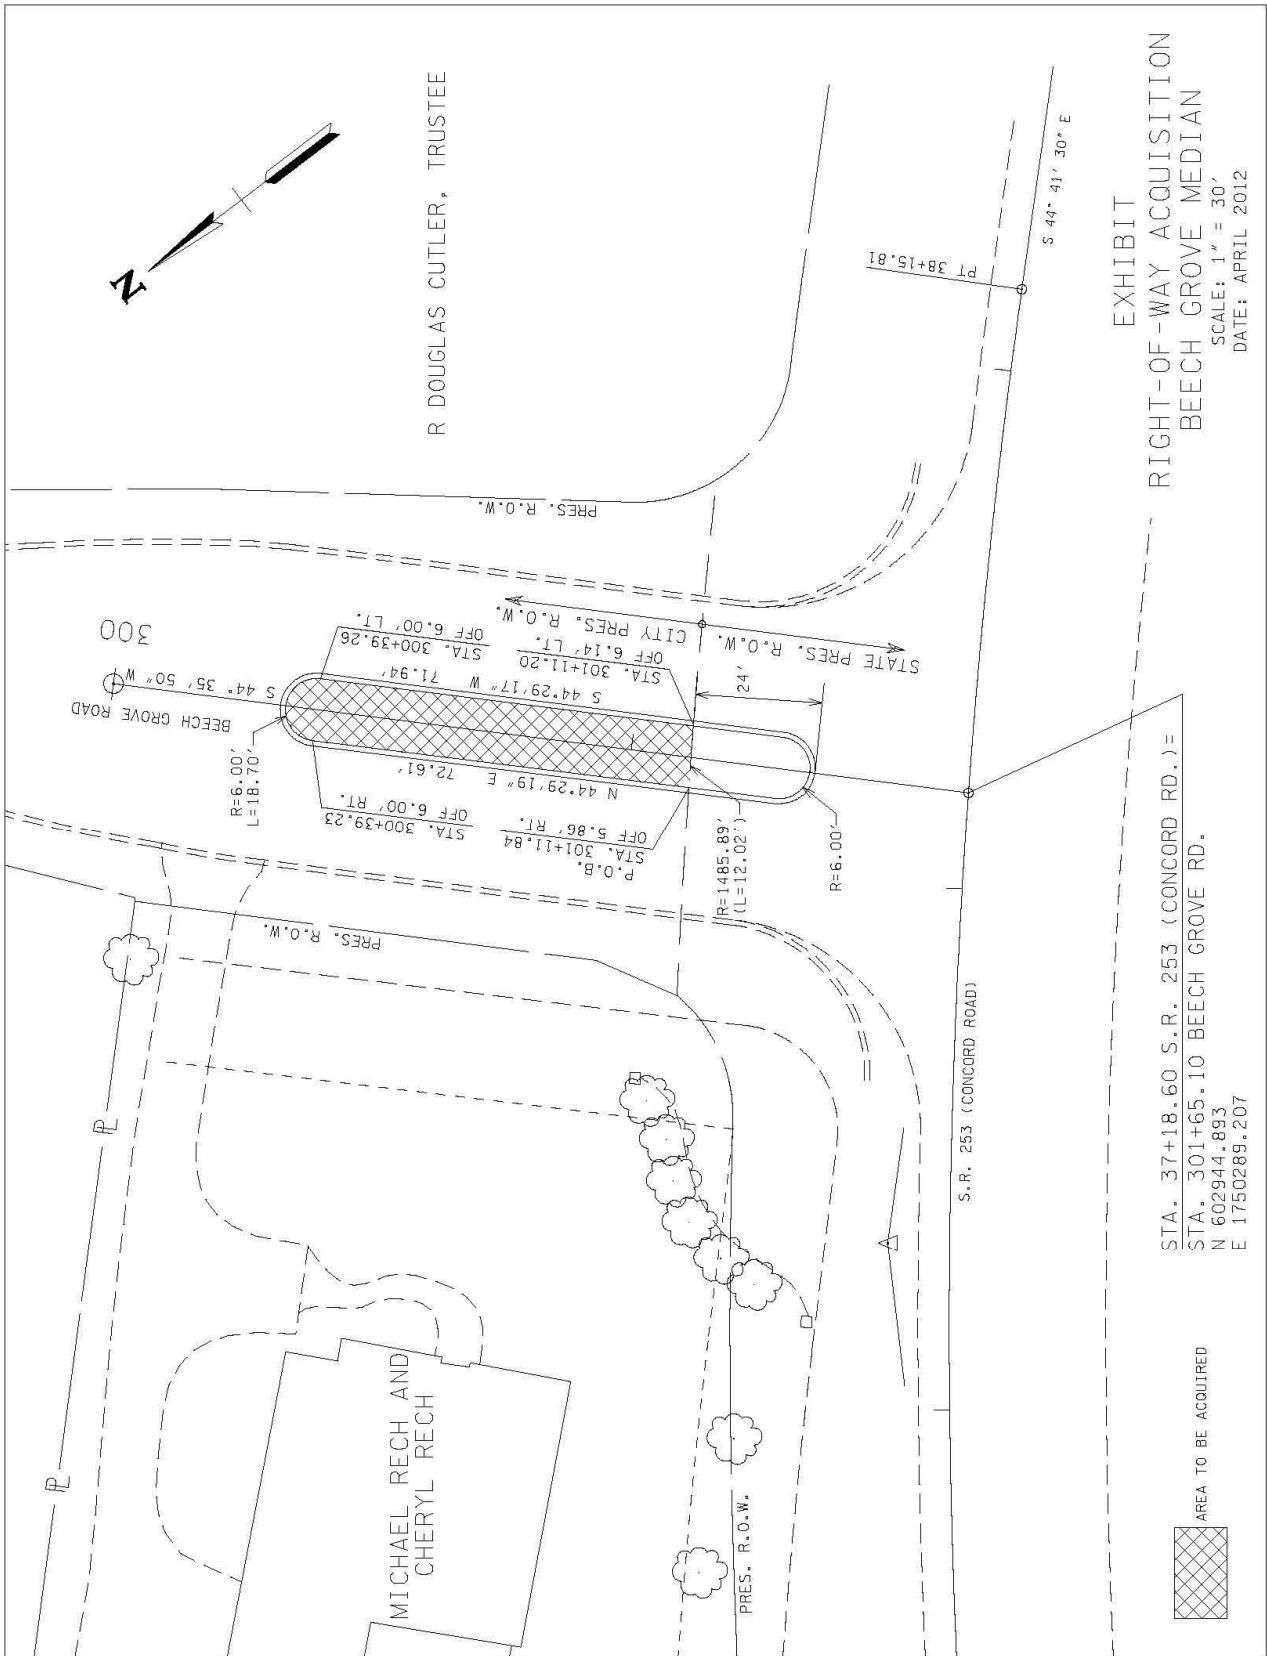 N
R DOUGLAS CUTLER, TRUSTEE
PRES. R.O.W.
300
BEECH GROVE ROAD
S 44° 35' 50" W
R=6.00'
L=18.70'
STA. 300+39.26
OFF 6.00' LT.
S 44°29'17" W 71.94'
STA. 301+11.20
OFF 6.14' LT.
CITY PRES. R.O.W.
STATE PRES. R.O.W.
24'
N 44°29'19" E 72.61'
STA. 300+39.23
OFF 6.00' RT.
P.O.B.
STA. 301+11.84
OFF 5.86' RT.
R=1485.89'
(L=12.02')
R=6.00'
PRES. R.O.W.
PL
PL
MICHAEL RECH AND
CHERYL RECH
PRES. R.O.W.
S.R. 253 (CONCORD ROAD)
PT 38+15.81
S 44° 41' 30" E
EXHIBIT
RIGHT-OF-WAY ACQUISITION
BEECH GROVE MEDIAN
SCALE: 1" = 30'
DATE: APRIL 2012
STA. 37+18.60 S.R. 253 (CONCORD RD.)=
STA. 301+65.10 BEECH GROVE RD.
N 602944.893
E 1750289.207
AREA TO BE ACQUIRED